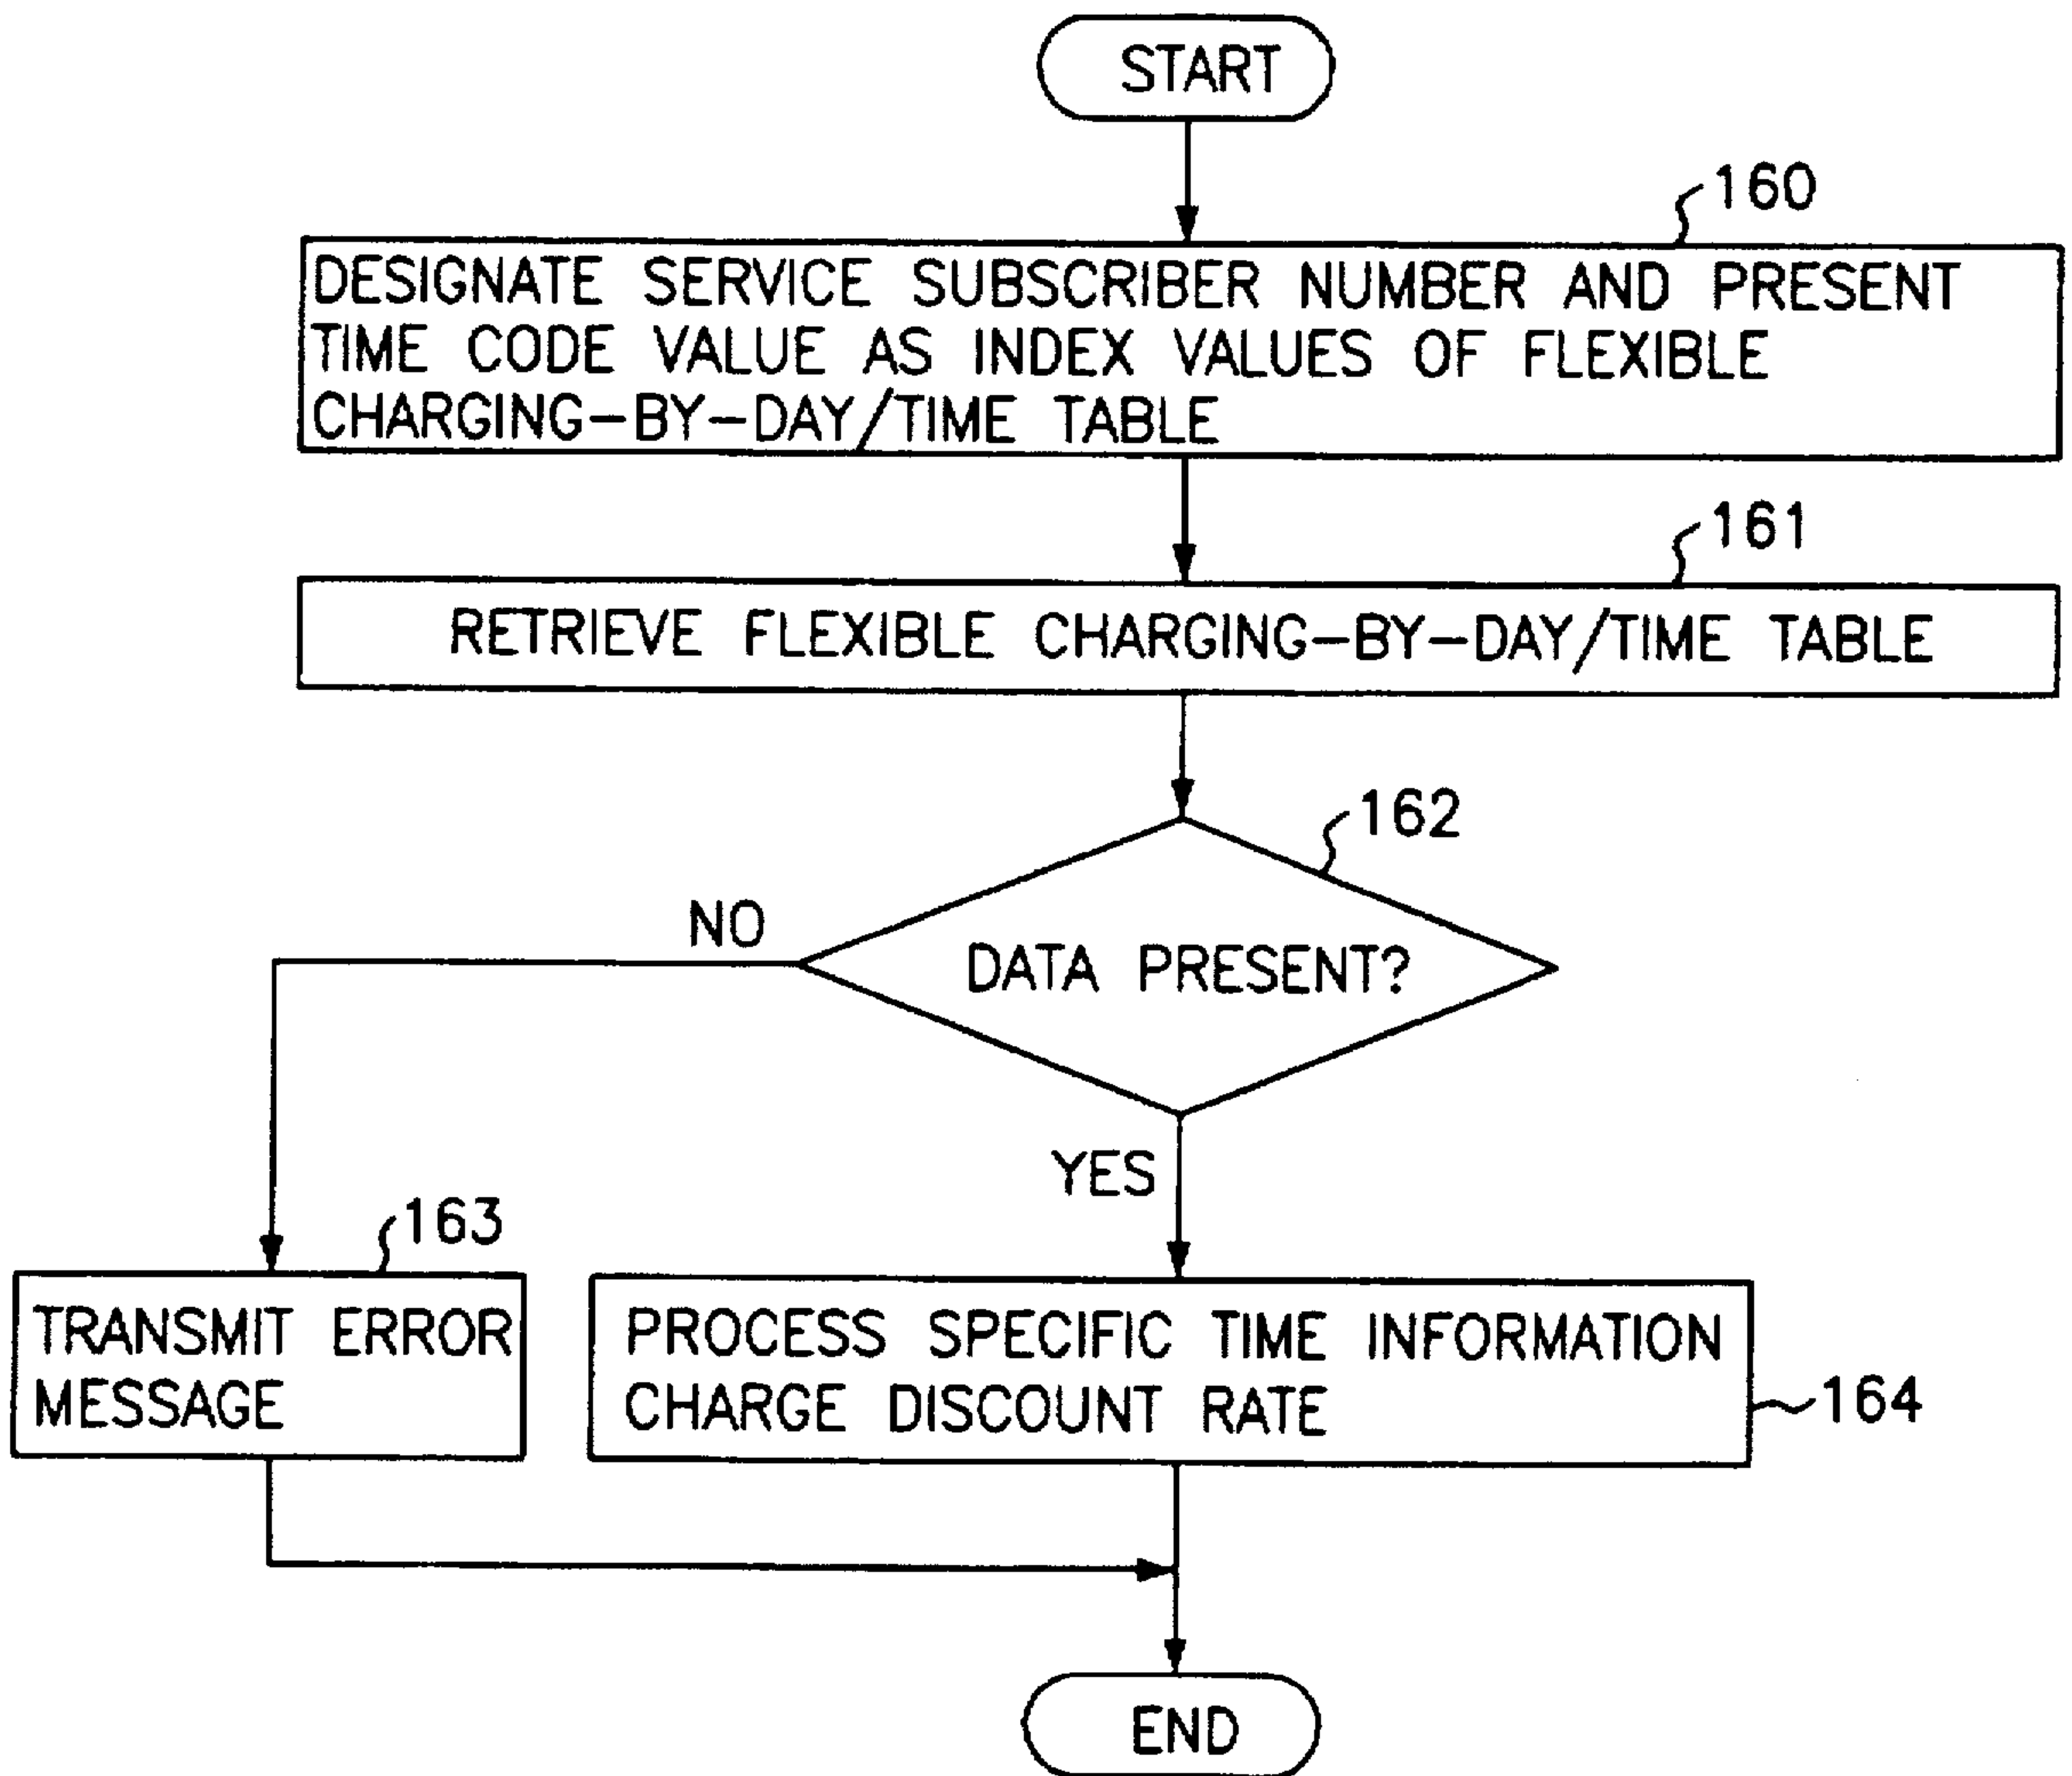 START
160
DESIGNATE SERVICE SUBSCRIBER NUMBER AND PRESENT
TIME CODE VALUE AS INDEX VALUES OF FLEXIBLE
CHARGING-BY-DAY/TIME TABLE
161
RETRIEVE FLEXIBLE CHARGING-BY-DAY/TIME TABLE
162
NO
DATA PRESENT?
YES
163
TRANSMIT ERROR
MESSAGE
PROCESS SPECIFIC TIME INFORMATION
CHARGE DISCOUNT RATE
164
END